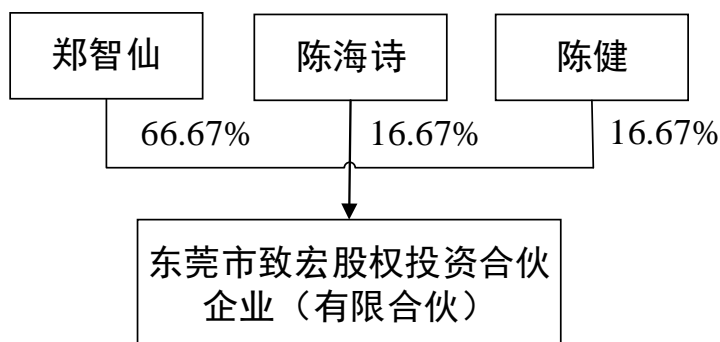 郑智仙
陈海诗
陈健
66.67%
16.67%
16.67%
东莞市致宏股权投资合伙
企业（有限合伙）